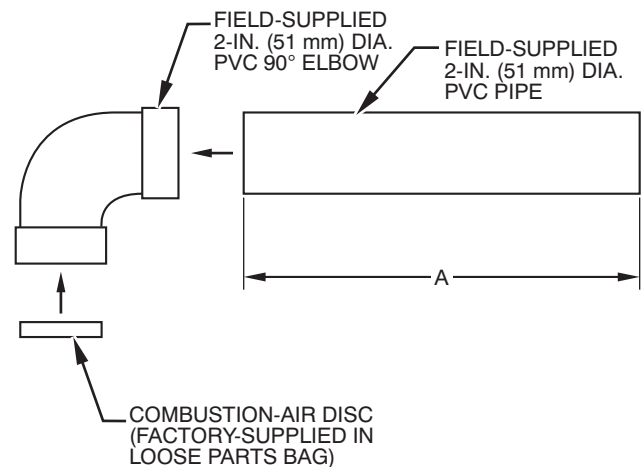 FIELD-SUPPLIED
2-IN. (51 mm) DIA.
PVC 90° ELBOW
FIELD-SUPPLIED
2-IN. (51 mm) DIA.
PVC PIPE
A
COMBUSTION-AIR DISC
(FACTORY-SUPPLIED IN
LOOSE PARTS BAG)